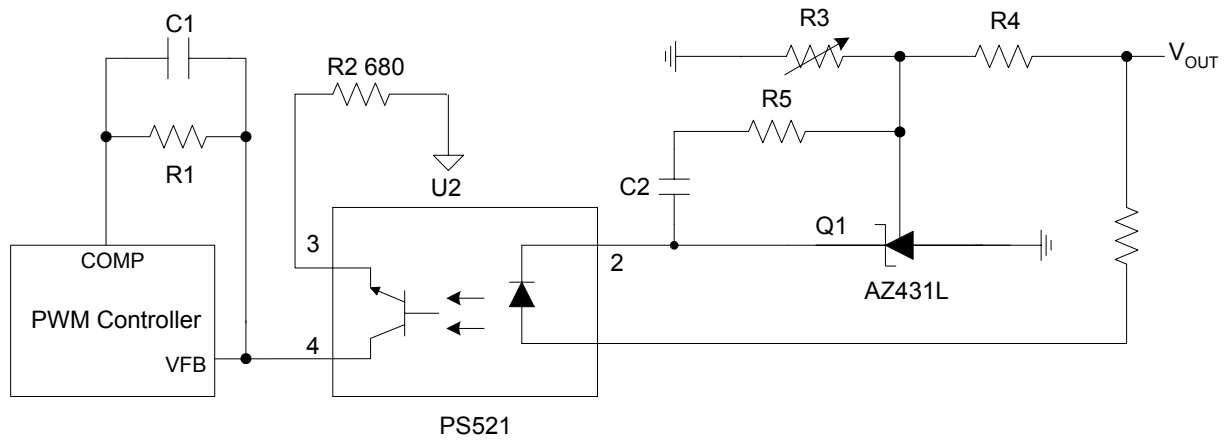 C1
R1
COMP
PWM Controller
VFB
R2 680
U2
3
4
2
PS521
R3
R4
VOUT
R5
C2
Q1
AZ431L